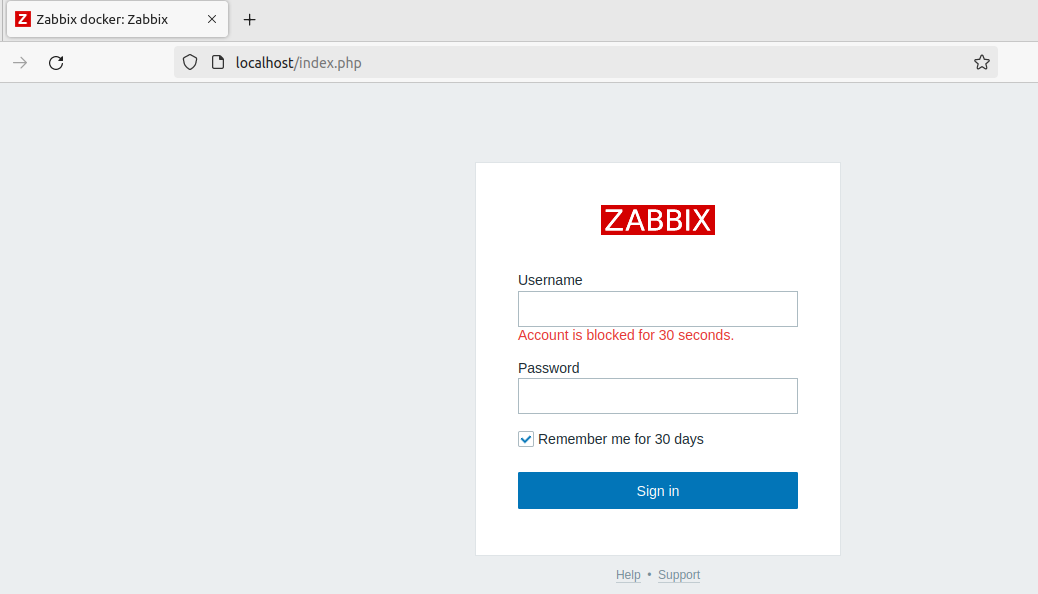 Z Zabbix docker: Zabbix
localhost/index.php
ZABBIX
Username
Account is blocked for 30 seconds.
Password
Remember me for 30 days
Sign in
Help • Support